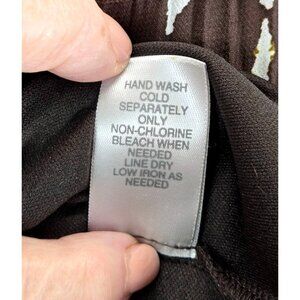 HAND WASH
COLD
SEPARATELY
ONLY
NON-CHLORINE
BLEACH WHEN
NEEDED
LINE DRY
LOW IRON AS
NEEDED